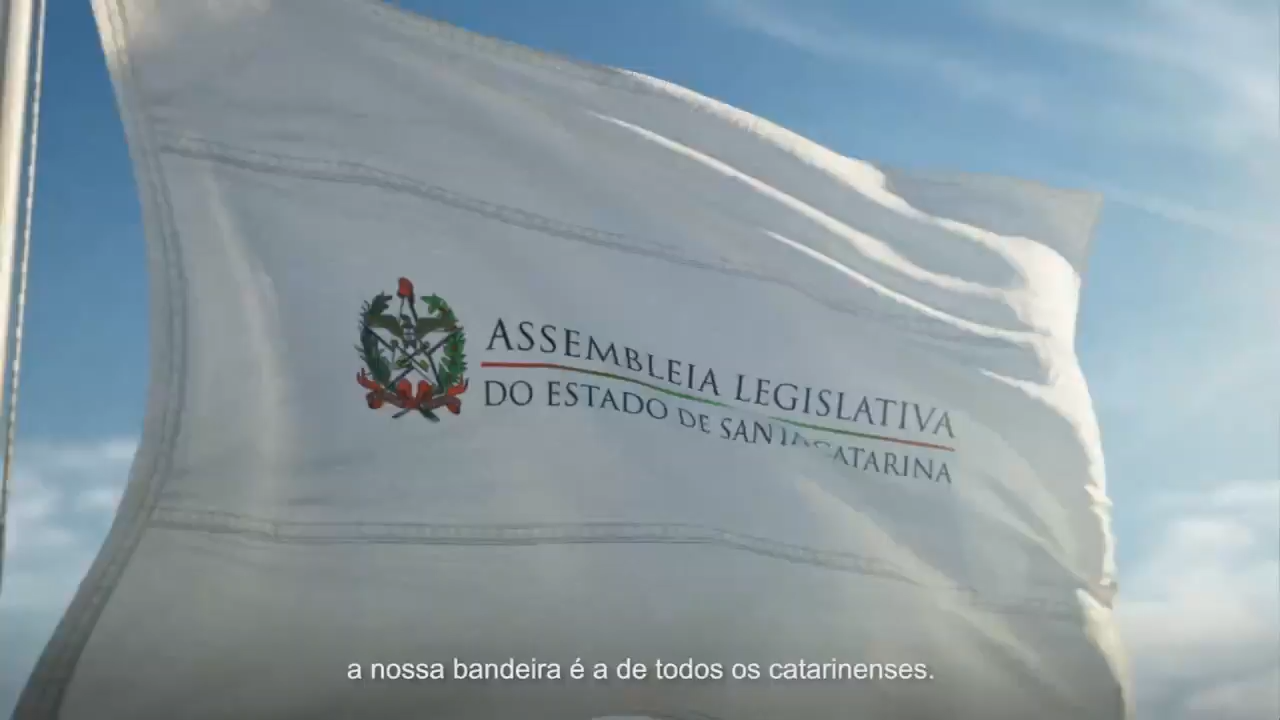 ASSEMBLEIA LEGISLATIVA
DO ESTADO DE SANTA CATARINA
a nossa bandeira é a de todos os catarinenses.